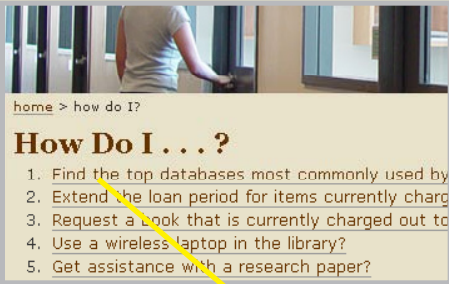 home > how do I?
How Do I . . . ?
1. Find the top databases most commonly used by
2. Extend the loan period for items currently charg
3. Request a book that is currently charged out to
4. Use a wireless laptop in the library?
5. Get assistance with a research paper?